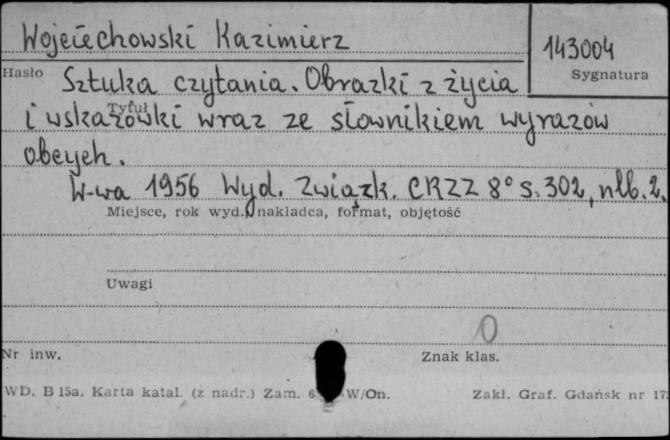 Wojciechowski Kazimierz
143004
Hasło
Sygnatura
Sztuka czytania. Obrazki z życia
Tytuł
i wskazówki wraz ze słownikiem wyrazów
obcych.
W-wa 1956 Wyd. Związk. CRZZ 8° s. 302, nlb. 2.
Miejsce, rok wyd., nakładca, format, objętość
Uwagi
0
Nr inw.
Znak klas.
WD. B 15a. Karta katal. (z nadr.) Zam. 6 W/On.
Zakł. Graf. Gdańsk nr 17